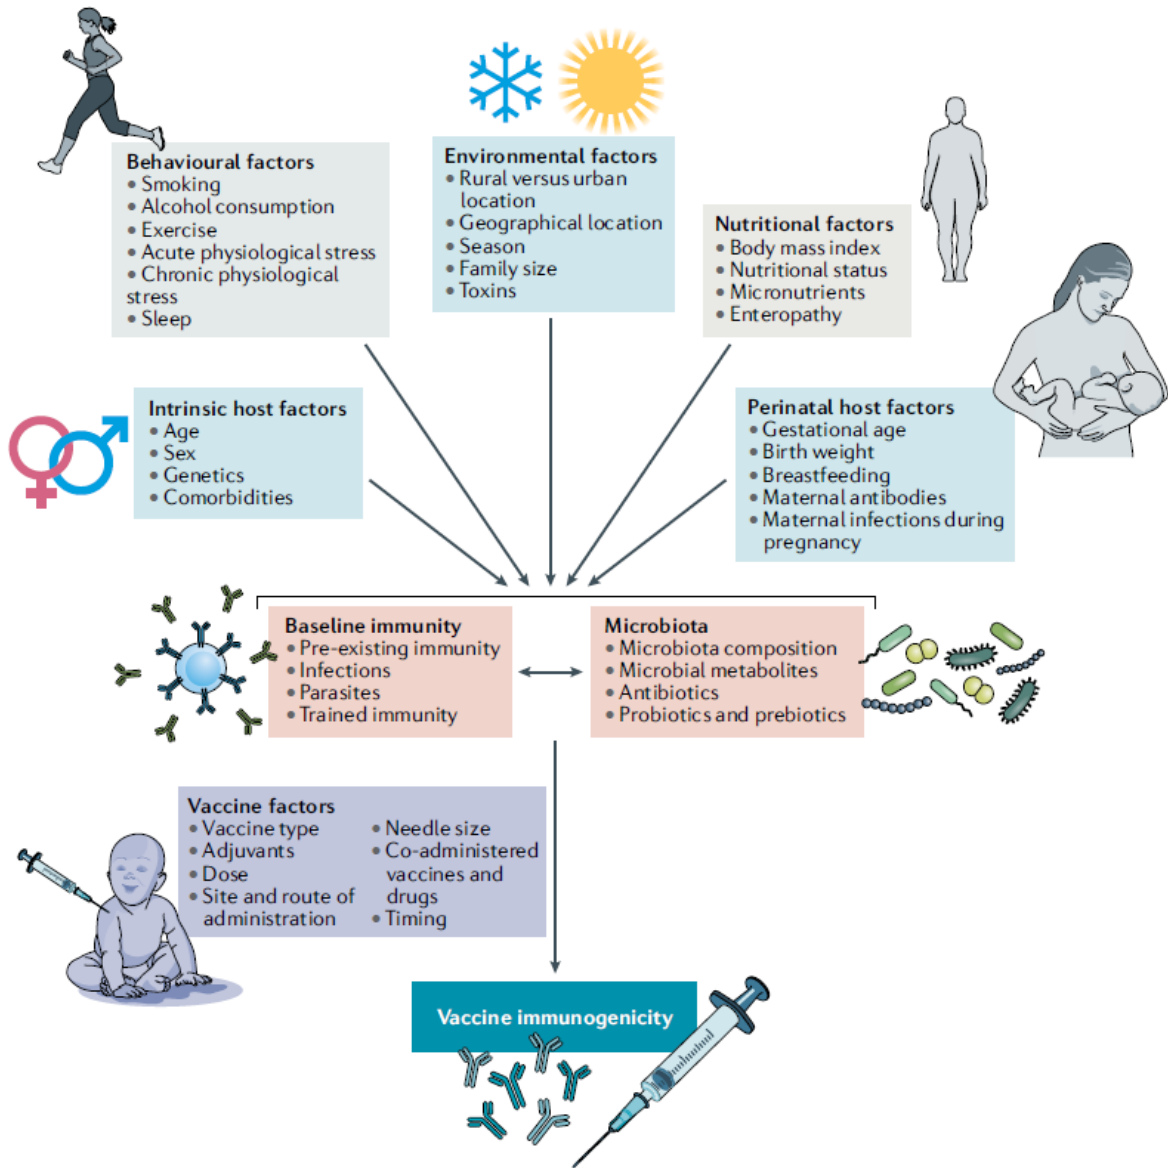 Behavioural factors
• Smoking
• Alcohol consumption
• Exercise
• Acute physiological stress
• Chronic physiological
stress
• Sleep
Environmental factors
• Rural versus urban
location
• Geographical location
• Season
• Family size
• Toxins
Nutritional factors
• Body mass index
• Nutritional status
• Micronutrients
• Enteropathy
Intrinsic host factors
• Age
• Sex
• Genetics
• Comorbidities
Perinatal host factors
• Gestational age
• Birth weight
• Breastfeeding
• Maternal antibodies
• Maternal infections during
pregnancy
Baseline immunity
• Pre-existing immunity
• Infections
• Parasites
• Trained immunity
Microbiota
• Microbiota composition
• Microbial metabolites
• Antibiotics
• Probiotics and prebiotics
Vaccine factors
• Vaccine type
• Adjuvants
• Dose
• Site and route of
administration
• Needle size
• Co-administered
vaccines and
drugs
• Timing
Vaccine immunogenicity